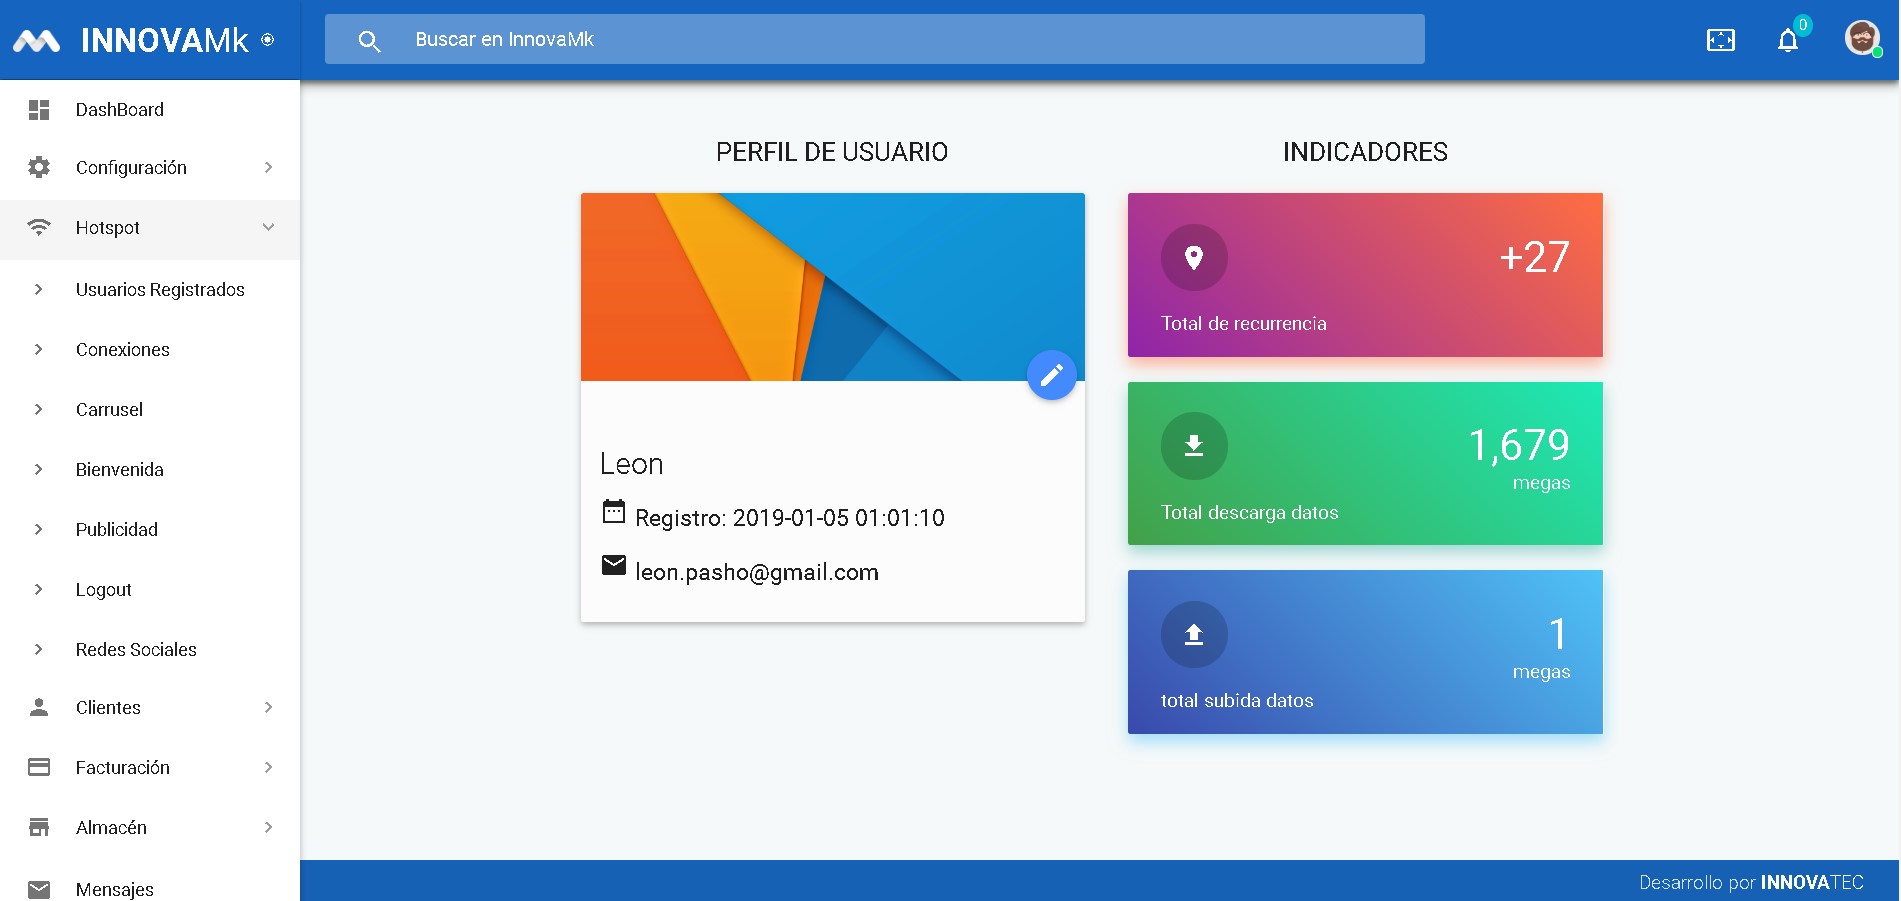 INNOVAMk
Buscar en InnovaMk
0
DashBoard
Configuración
Hotspot
Usuarios Registrados
Conexiones
Carrusel
Bienvenida
Publicidad
Logout
Redes Sociales
Clientes
Facturación
Almacén
Mensajes
PERFIL DE USUARIO
Leon
Registro: 2019-01-05 01:01:10
leon.pasho@gmail.com
INDICADORES
+27
Total de recurrencia
1,679
megas
Total descarga datos
1
megas
total subida datos
Desarrollo por INNOVATEC